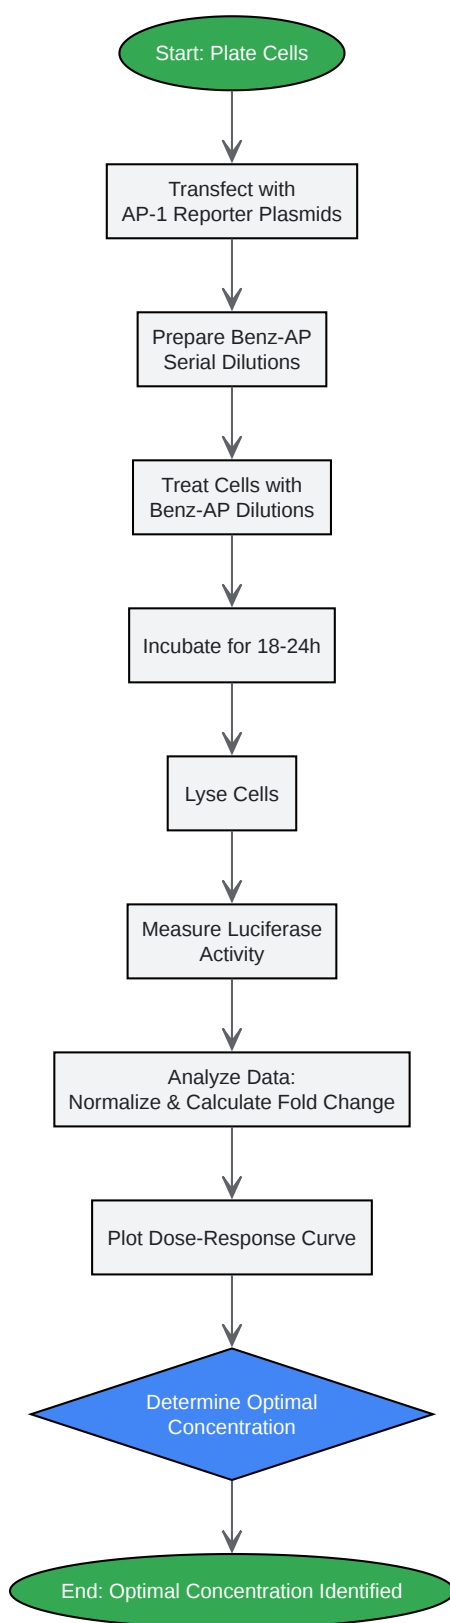 Start: Plate Cells
Transfect with
AP-1 Reporter Plasmids
Prepare Benz-AP
Serial Dilutions
Treat Cells with
Benz-AP Dilutions
Incubate for 18-24h
Lyse Cells
Measure Luciferase
Activity
Analyze Data:
Normalize & Calculate Fold Change
Plot Dose-Response Curve
Determine Optimal
Concentration
End: Optimal Concentration Identified